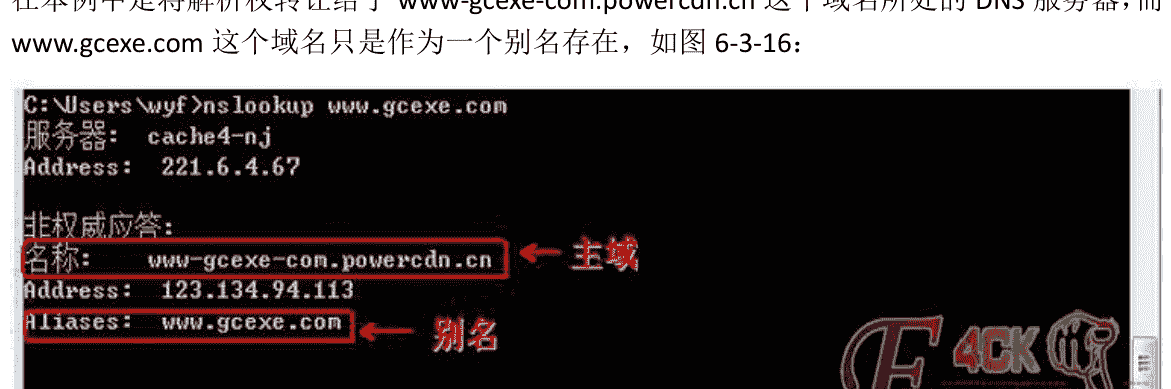 在本例中是将解析权转让给了 www-gcexe-com.powercdn.cn 这个域名所处的 DNS 服务器，而
www.gcexe.com 这个域名只是作为一个别名存在，如图 6-3-16：
C:\Users\wyf>nslookup www.gcexe.com
服务器:  cache4-nj
Address:  221.6.4.67
非权威应答:
名称:    www-gcexe-com.powercdn.cn
主域
Address:  123.134.94.113
Aliases:  www.gcexe.com
别名
F4CK